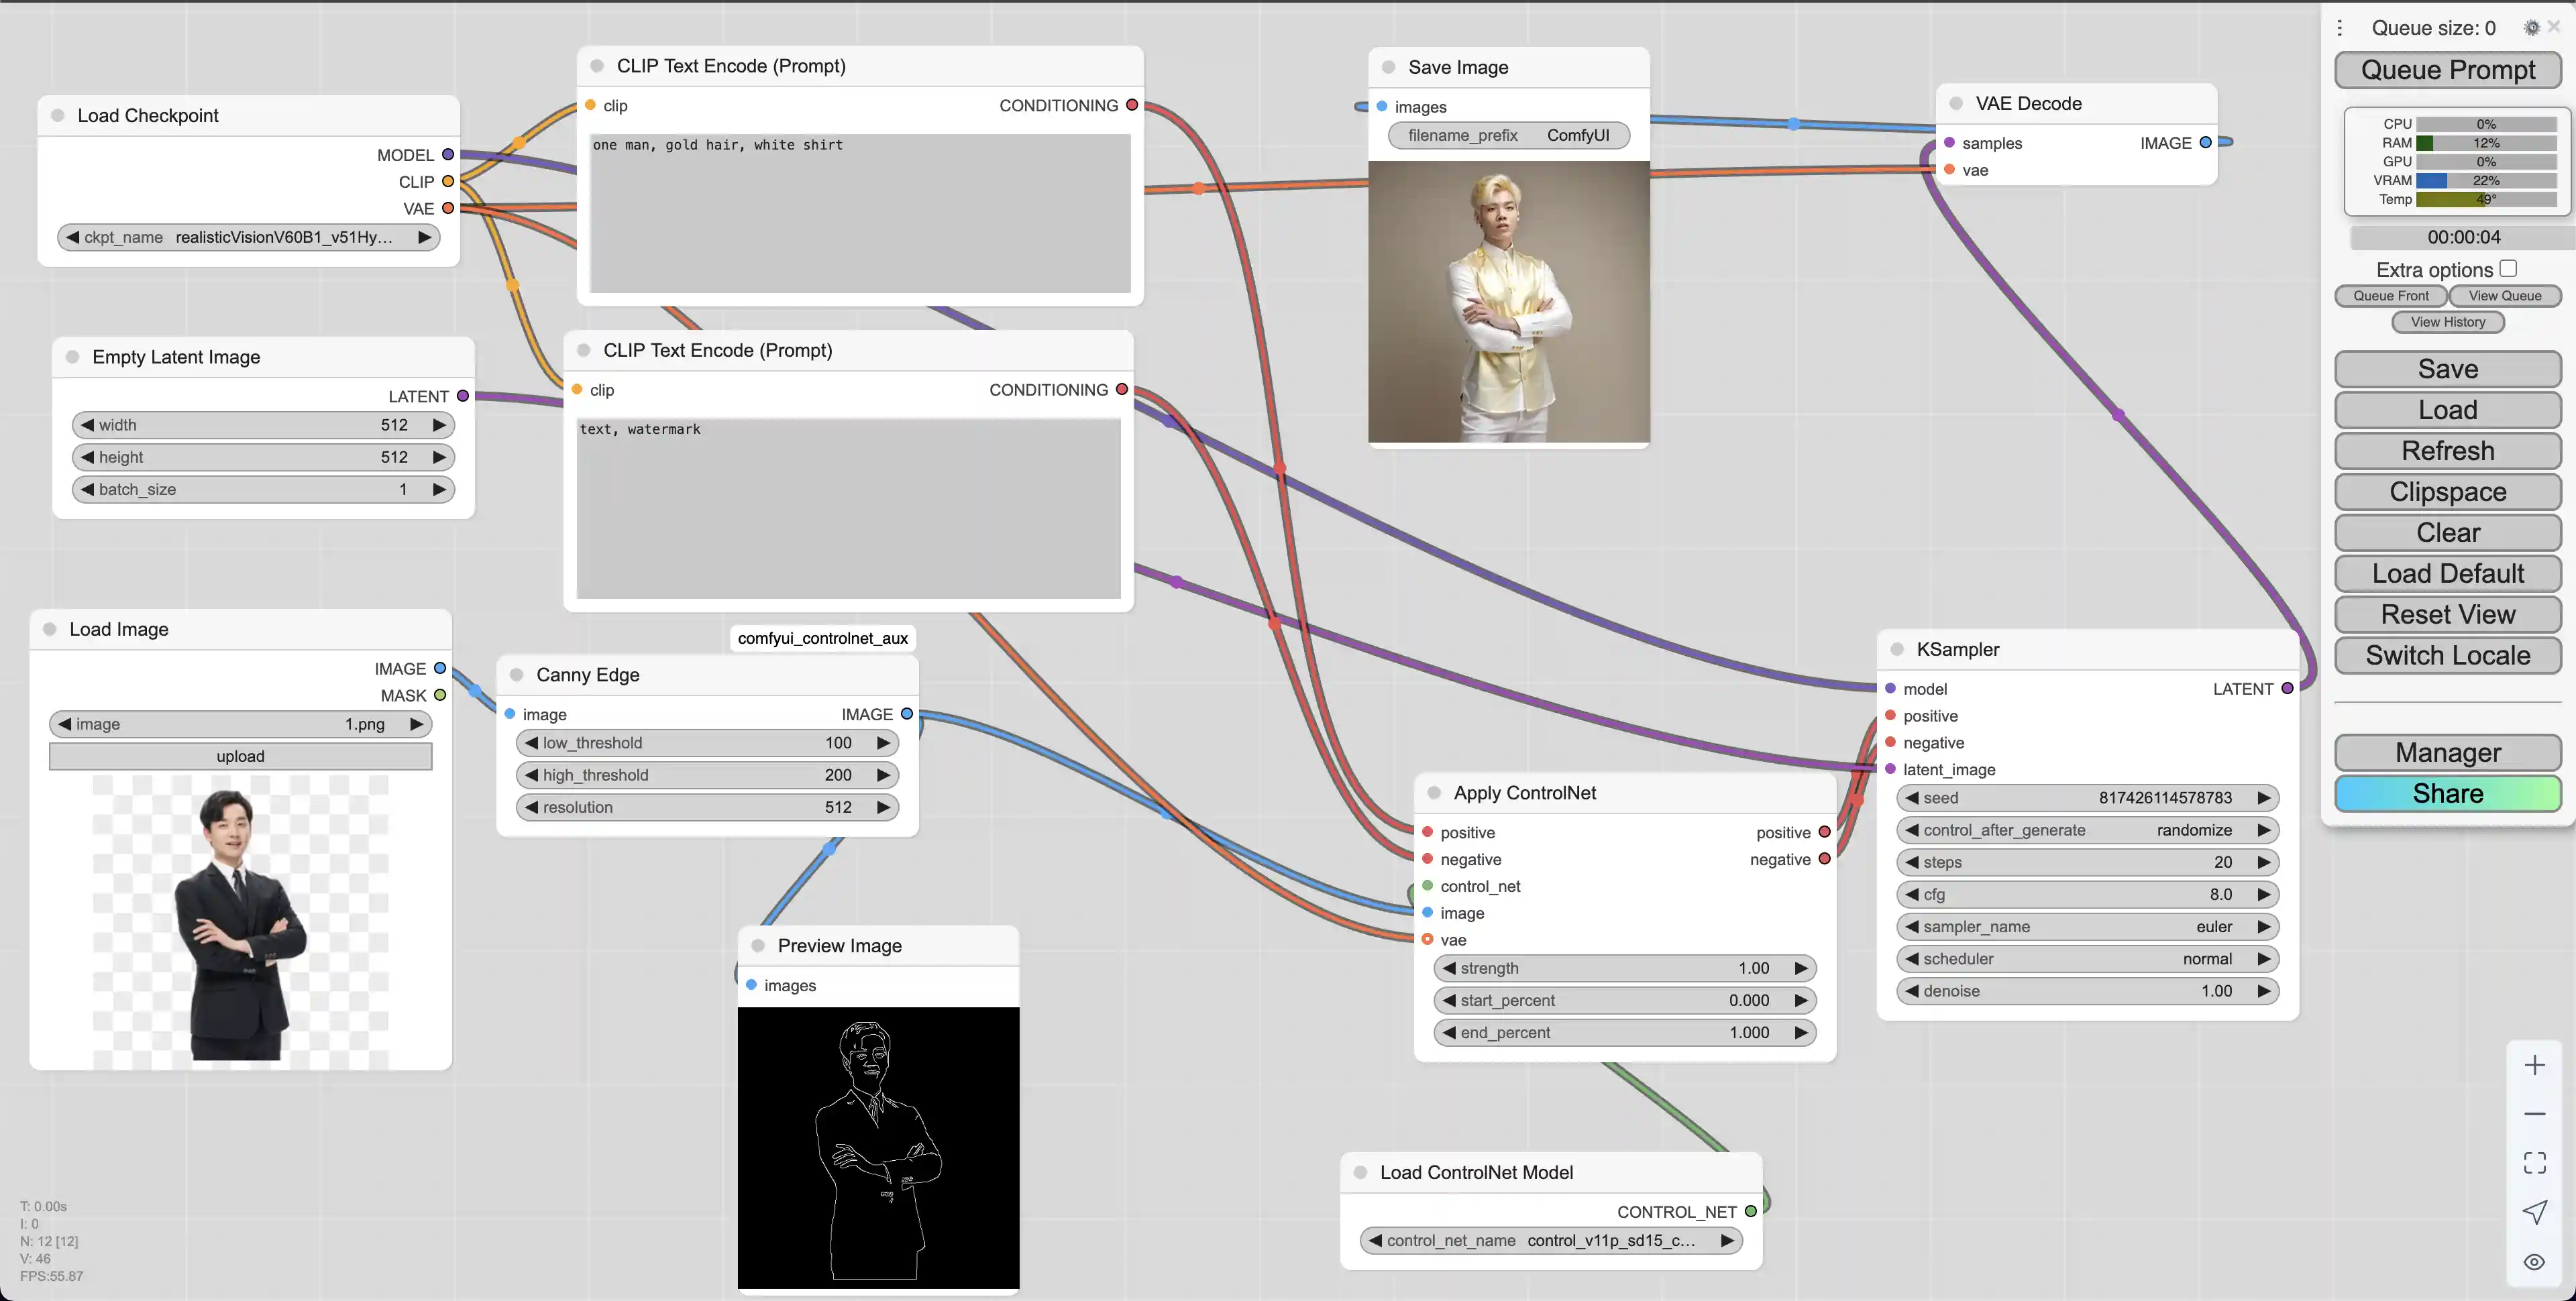 Load Checkpoint
MODEL
CLIP
VAE
ckpt_name realisticVisionV60B1_v51Hy...
Empty Latent Image
LATENT
width 512
height 512
batch_size 1
Load Image
IMAGE
MASK
image 1.png
upload
CLIP Text Encode (Prompt)
clip CONDITIONING
one man, gold hair, white shirt
CLIP Text Encode (Prompt)
clip CONDITIONING
text, watermark
comfyui_controlnet_aux
Canny Edge
image IMAGE
low_threshold 100
high_threshold 200
resolution 512
Preview Image
images
Save Image
images
filename_prefix ComfyUI
VAE Decode
samples IMAGE
vae
Apply ControlNet
positive positive
negative negative
control_net
image
vae
strength 1.00
start_percent 0.000
end_percent 1.000
Load ControlNet Model
CONTROL_NET
control_net_name control_v11p_sd15_c...
KSampler
model LATENT
positive
negative
latent_image
seed 817426114578783
control_after_generate randomize
steps 20
cfg 8.0
sampler_name euler
scheduler normal
denoise 1.00
Queue size: 0
Queue Prompt
CPU 0%
RAM 12%
GPU 0%
VRAM 22%
Temp 49°
00:00:04
Extra options
Queue Front View Queue
View History
Save
Load
Refresh
Clipspace
Clear
Load Default
Reset View
Switch Locale
Manager
Share
T: 0.00s
I: 0
N: 12 [12]
V: 46
FPS:55.87